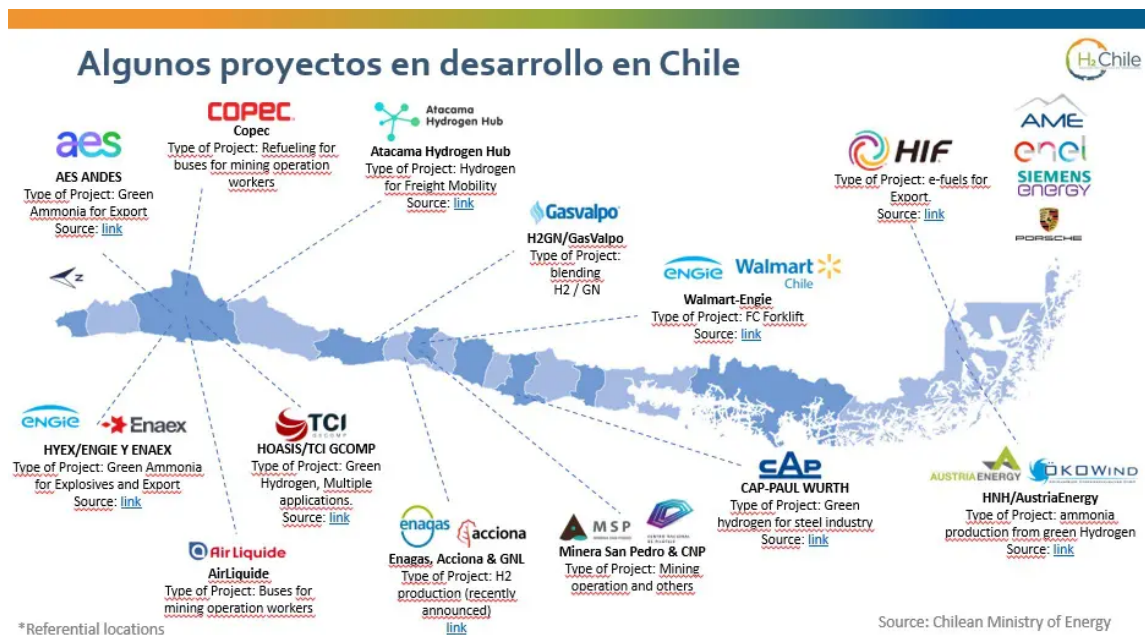 Algunos proyectos en desarrollo en Chile
H2Chile
aes
AES ANDES
Type of Project: Green
Ammonia for Export
Source: link
COPEC
Copec
Type of Project: Refueling for
buses for mining operation
workers
Atacama
Hydrogen Hub
Atacama Hydrogen Hub
Type of Project: Hydrogen
for Freight Mobility
Source: link
Gasvalpo
H2GN/GasValpo
Type of Project:
blending
H2 / GN
ENGIE Walmart
Chile
Walmart-Engie
Type of Project: FC Forklift
Source: link
HIF
Type of Project: e-fuels for
Export.
Source: link
AME
enel
SIEMENS
energy
PORSCHE
Z
ENGIE Enaex
HYEX/ENGIE Y ENAEX
Type of Project: Green Ammonia
for Explosives and Export
Source: link
TCI
GECOMP
HOASIS/TCI GCOMP
Type of Project: Green
Hydrogen, Multiple
applications.
Source: link
Air Liquide
AirLiquide
Type of Project: Buses for
mining operation workers
enagas acciona
Enagas, Acciona & GNL
Type of Project: H2
production (recently
announced)
link
MSP
Minera San Pedro & CNP
Type of Project: Mining
operation and others
CAP
CAP-PAUL WURTH
Type of Project: Green
hydrogen for steel industry
Source: link
AUSTRIAENERGY ÖKOWIND
HNH/AustriaEnergy
Type of Project: ammonia
production from green Hydrogen
Source: link
*Referential locations
Source: Chilean Ministry of Energy